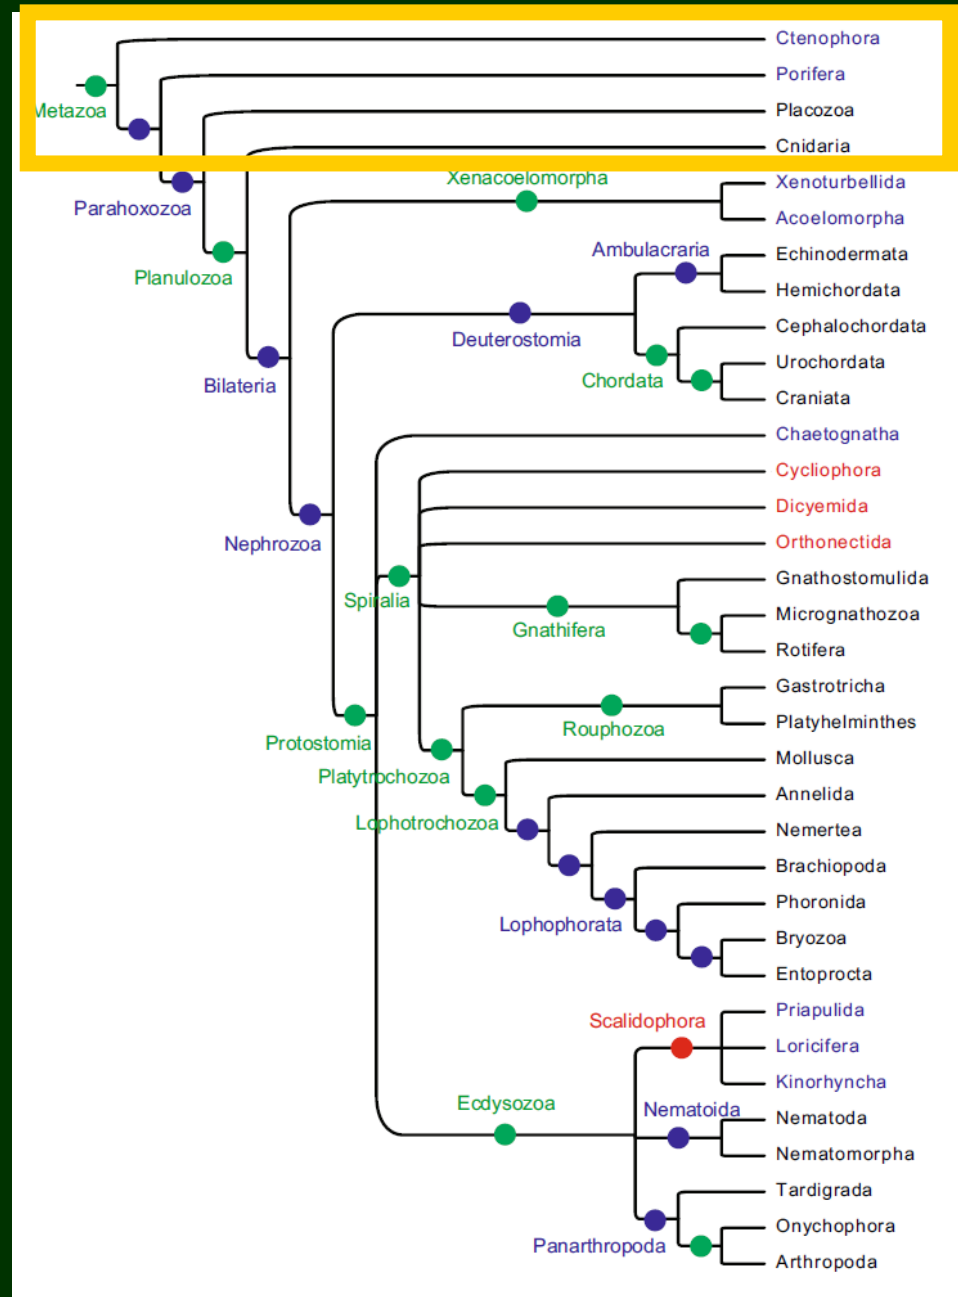 Ctenophora
Porifera
Metazoa
Placozoa
Cnidaria
Xenacoelomorpha
Xenoturbellida
Parahoxozoa
Acoelomorpha
Ambulacraria
Echinodermata
Planulozoa
Hemichordata
Cephalochordata
Deuterostomia
Urochordata
Chordata
Bilateria
Craniata
Chaetognatha
Cycliophora
Dicyemida
Nephrozoa
Orthonectida
Gnathostomulida
Spiralia
Micrognathozoa
Gnathifera
Rotifera
Gastrotricha
Platyhelminthes
Rouphozoa
Protostomia
Mollusca
Platytrochozoa
Annelida
Lophotrochozoa
Nemertea
Brachiopoda
Phoronida
Lophophorata
Bryozoa
Entoprocta
Priapulida
Scalidophora
Loricifera
Kinorhyncha
Ecdysozoa
Nematoida
Nematoda
Nematomorpha
Tardigrada
Onychophora
Panarthropoda
Arthropoda